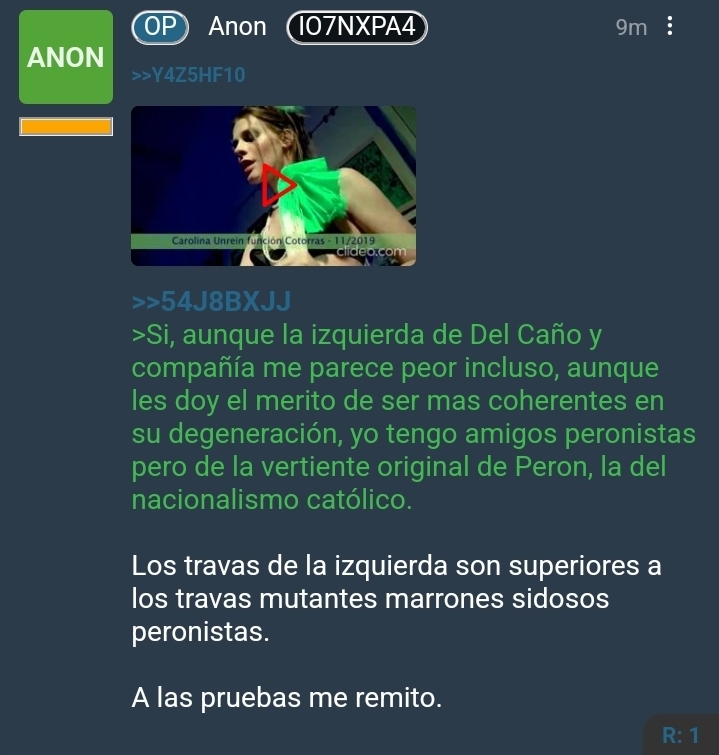 ANON
OP Anon IO7NXPA4 9m
>>Y4Z5HF10
Carolina Unrein función Cotorras - 11/2019
clideo.com
>>54J8BXJJ
>Si, aunque la izquierda de Del Caño y
compañía me parece peor incluso, aunque
les doy el merito de ser mas coherentes en
su degeneración, yo tengo amigos peronistas
pero de la vertiente original de Peron, la del
nacionalismo católico.
Los travas de la izquierda son superiores a
los travas mutantes marrones sidosos
peronistas.
A las pruebas me remito.
R: 1